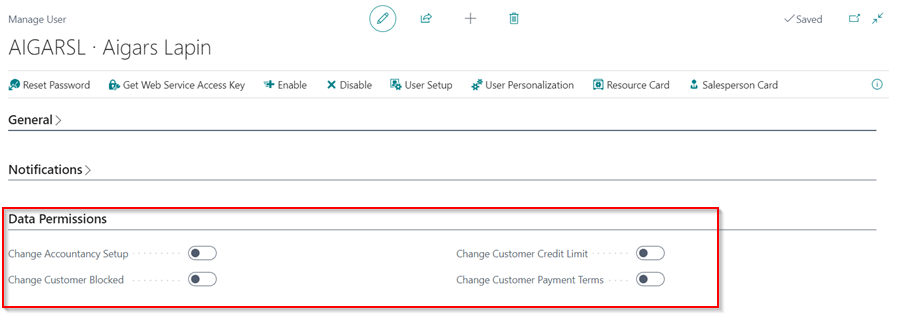 Manage User
Saved
AIGARSL · Aigars Lapin
Reset Password Get Web Service Access Key Enable Disable User Setup User Personalization Resource Card Salesperson Card
General
Notifications
Data Permissions
Change Accountancy Setup Change Customer Credit Limit
Change Customer Blocked Change Customer Payment Terms